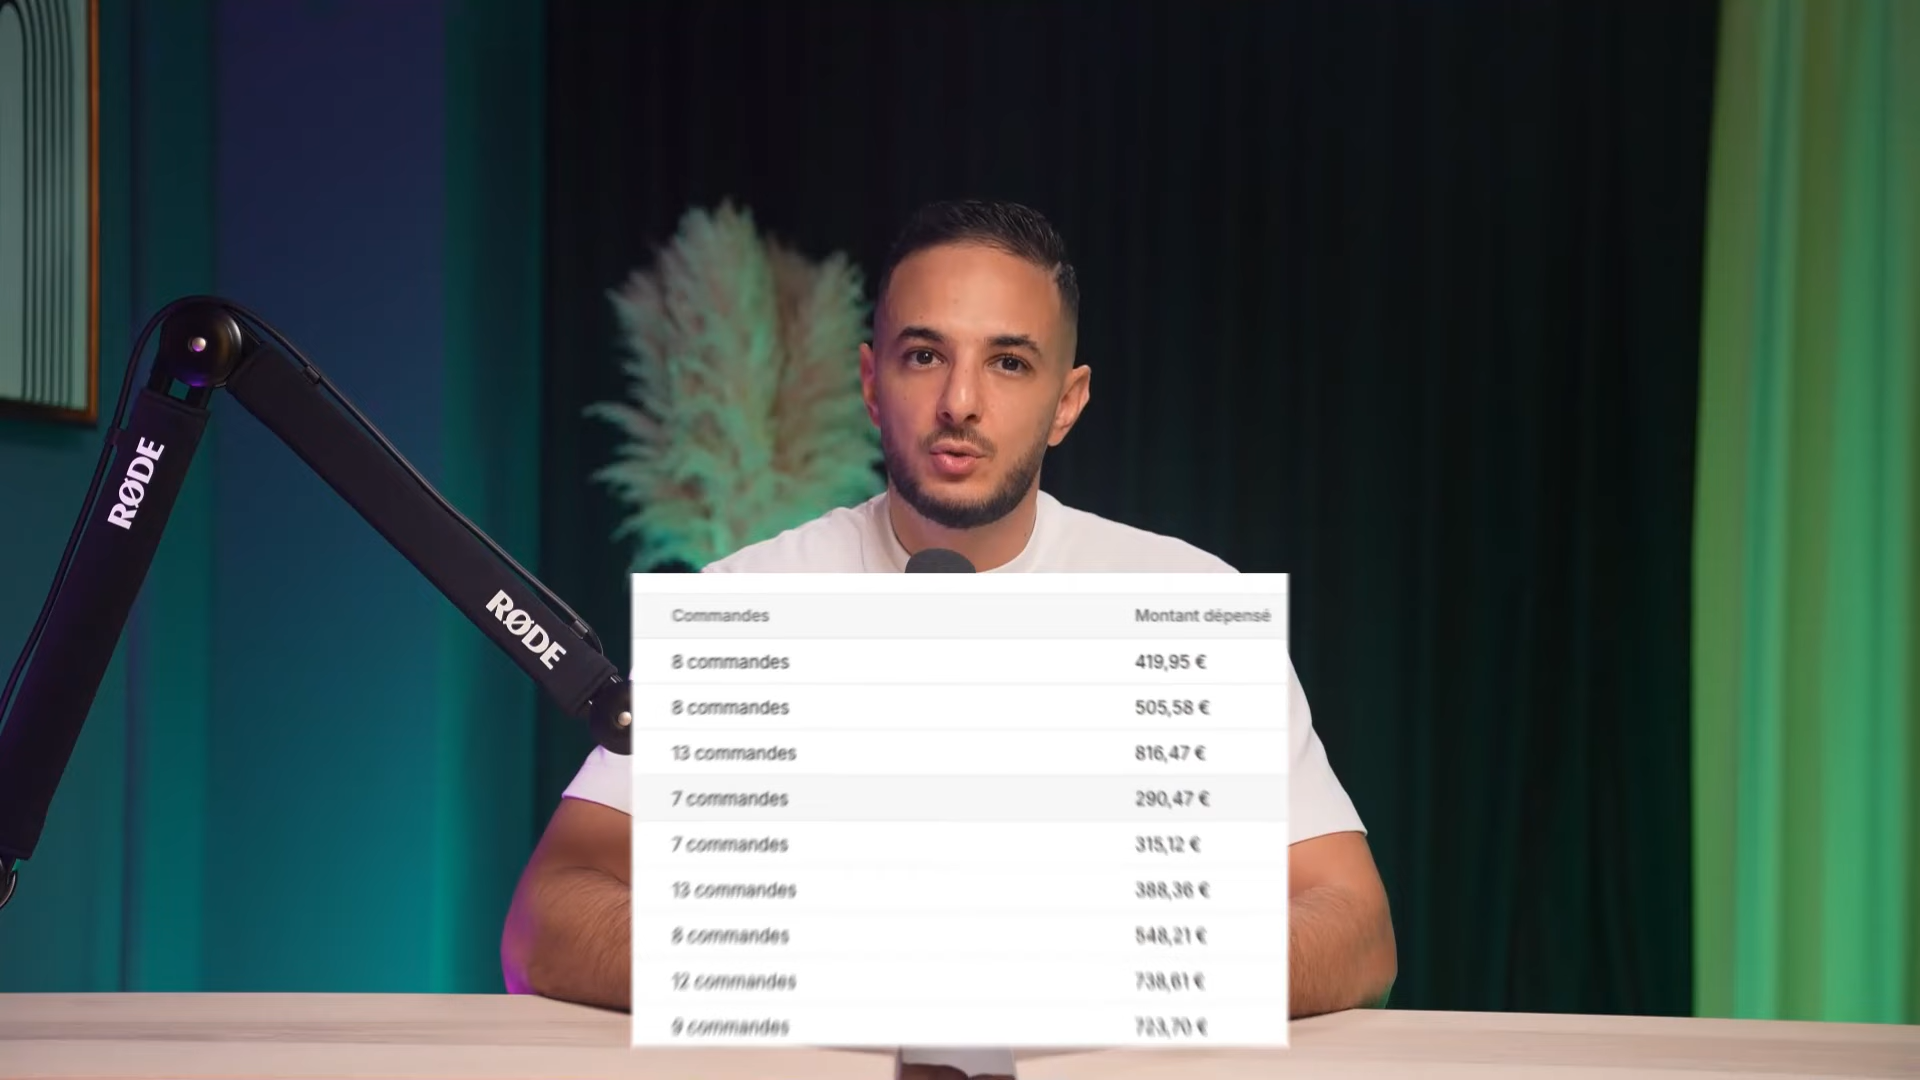 RØDE
RØDE
Commandes Montant dépensé
8 commandes 419,95 €
8 commandes 505,58 €
13 commandes 816,47 €
7 commandes 290,47 €
7 commandes 315,12 €
13 commandes 388,36 €
8 commandes 548,21 €
12 commandes 738,61 €
9 commandes 723,70 €